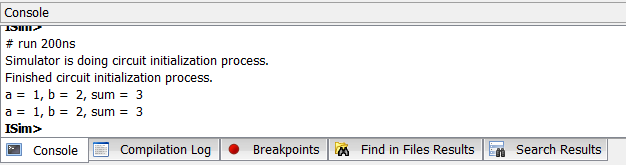 Console
ISim>
# run 200ns
Simulator is doing circuit initialization process.
Finished circuit initialization process.
a =  1, b =  2, sum =  3
a =  1, b =  2, sum =  3
ISim>
Console Compilation Log Breakpoints Find in Files Results Search Results